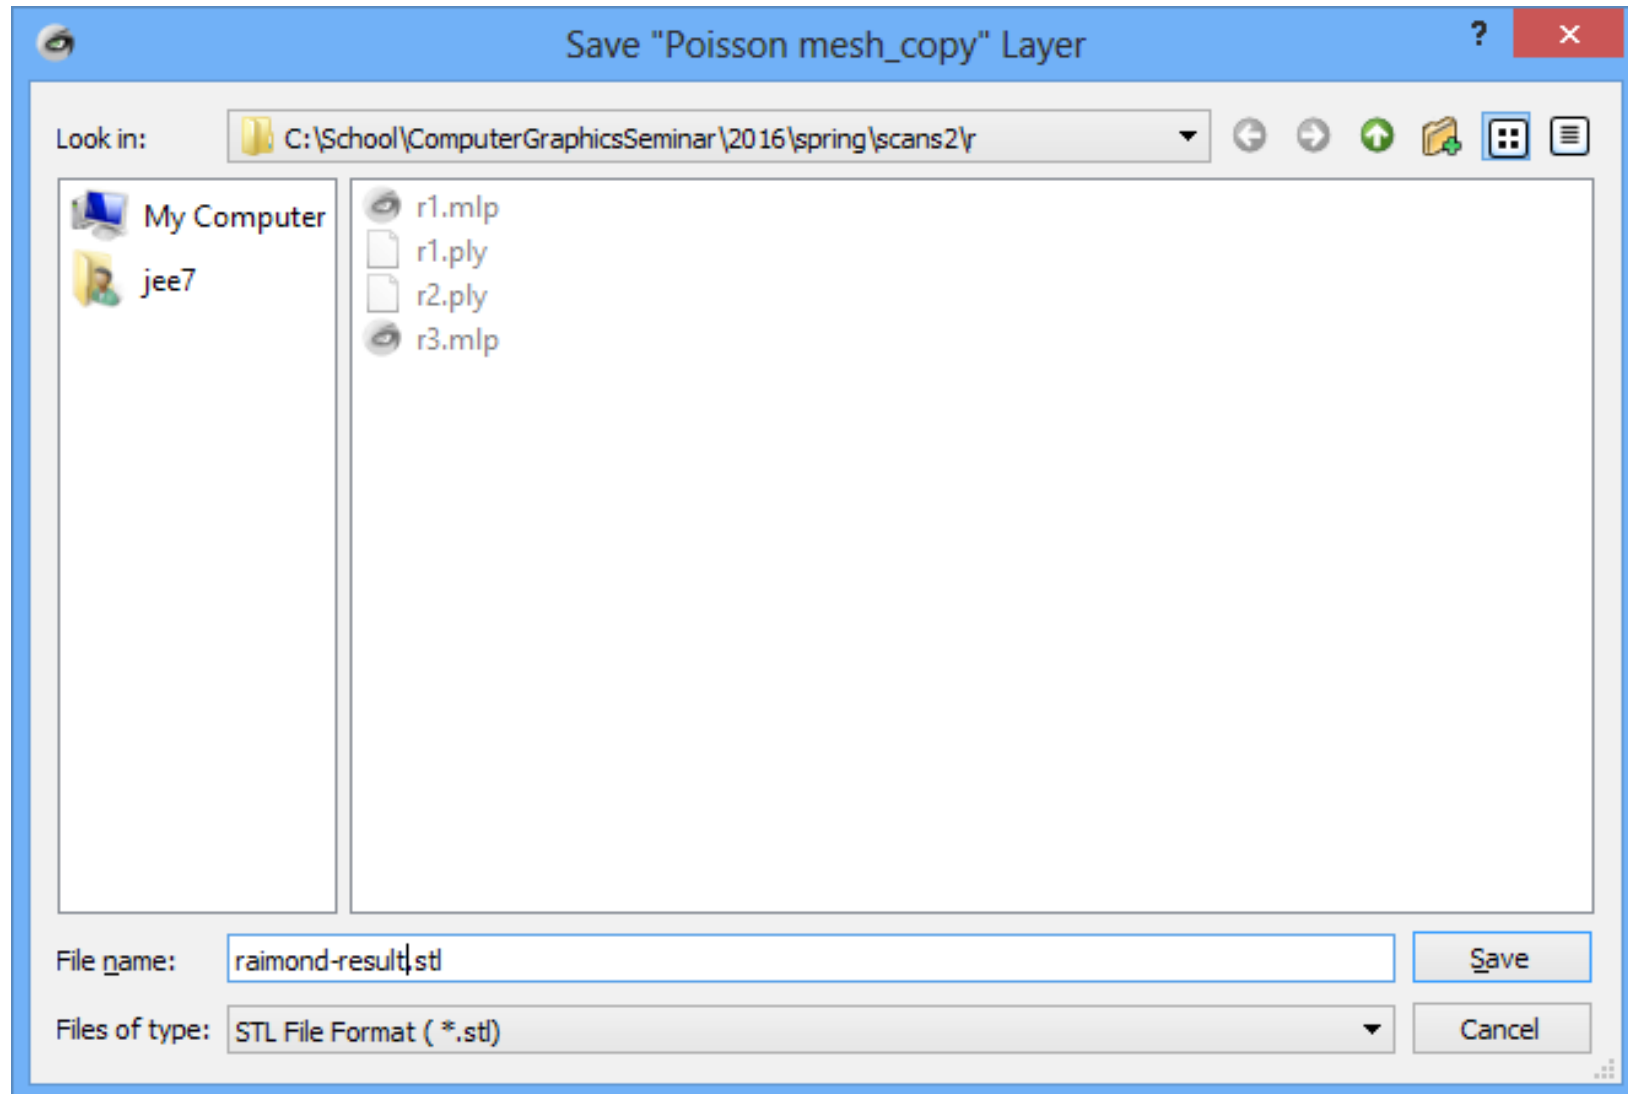 Save "Poisson mesh_copy" Layer
?
Look in:
C:\School\ComputerGraphicsSeminar\2016\spring\scans2\r
My Computer
jee7
r1.mlp
r1.ply
r2.ply
r3.mlp
File name:
raimond-result.stl
Save
Files of type:
STL File Format ( *.stl)
Cancel